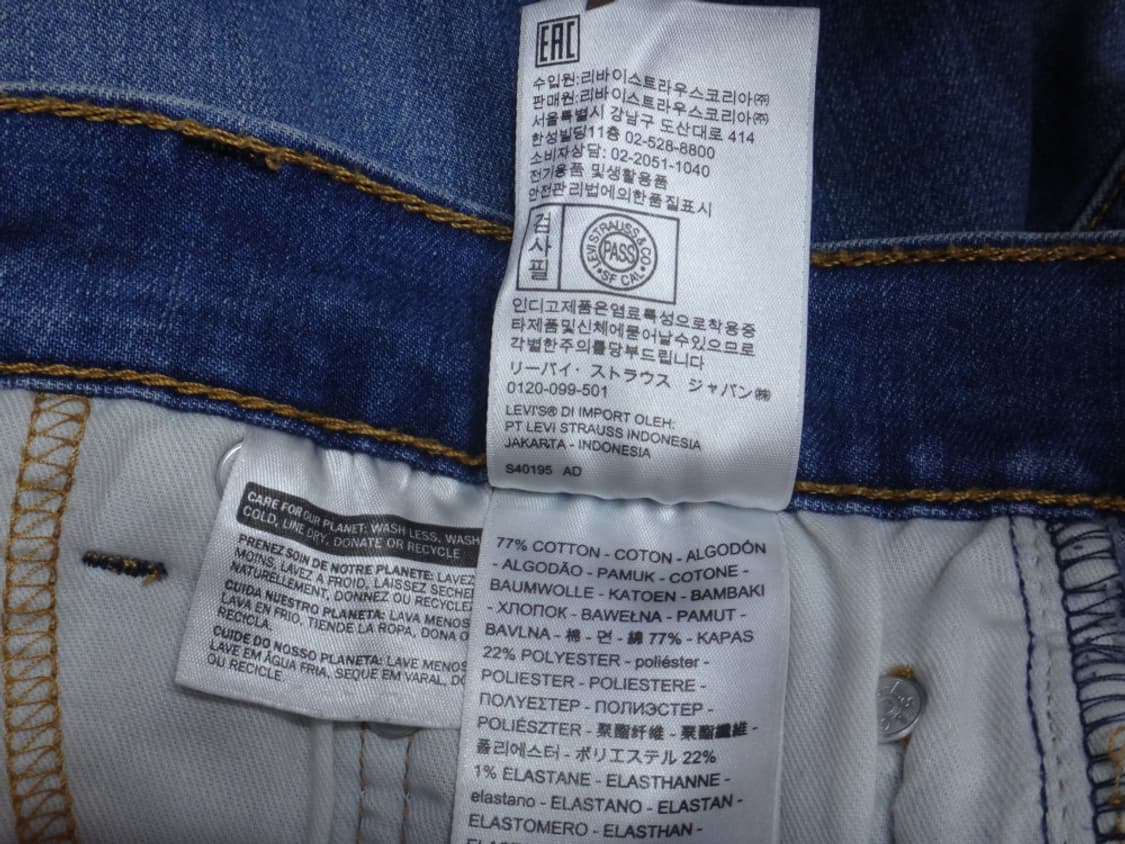 EAC
수입원:리바이스트라우스코리아㈜
판매원:리바이스트라우스코리아㈜
서울특별시 강남구 도산대로 414
한성빌딩11층 02-528-8800
소비자상담: 02-2051-1040
전기용품 및생활용품
안전관리법에의한품질표시
검사필
LEVI STRAUSS & CO
PASS
SF CAL
인디고제품은염료특성으로착용중
타제품및신체에묻어날수있으므로
각별한주의를당부드립니다
リーバイ・ストラウス ジャパン㈱
0120-099-501
LEVI'S® DI IMPORT OLEH:
PT LEVI STRAUSS INDONESIA
JAKARTA - INDONESIA
S40195 AD
CARE FOR OUR PLANET: WASH LESS, WASH
COLD, LINE DRY, DONATE OR RECYCLE
PRENEZ SOIN DE NOTRE PLANETE: LAVEZ
MOINS, LAVEZ A FROID, LAISSEZ SECHER
NATURELLEMENT, DONNEZ OU RECYCLEZ
CUIDA NUESTRO PLANETA: LAVA MENOS
LAVA EN FRIO, TIENDE LA ROPA, DONA O
RECICLA.
CUIDE DO NOSSO PLANETA: LAVE MENOS
LAVE EM ÁGUA FRIA, SEQUE EM VARAL, DO
OU RECICLE.
77% COTTON - COTON - ALGODÓN
- ALGODÃO - PAMUK - COTONE -
BAUMWOLLE - KATOEN - BAMBAKI
- ХЛОПОК - BAWEŁNA - PAMUT -
BAVLNA - 棉 - 면 - 綿 77% - KAPAS
22% POLYESTER - poliéster -
POLIESTER - POLIESTERE -
ΠΟΛΥΕΣΤΕΡ - ПОЛИЭСТЕР -
POLIÉSZTER - 聚酯纤维 - 聚酯纖維 -
폴리에스터 - ポリエステル 22%
1% ELASTANE - ELASTHANNE -
elastano - ELASTANO - ELASTAN -
ELASTOMERO - ELASTHAN -